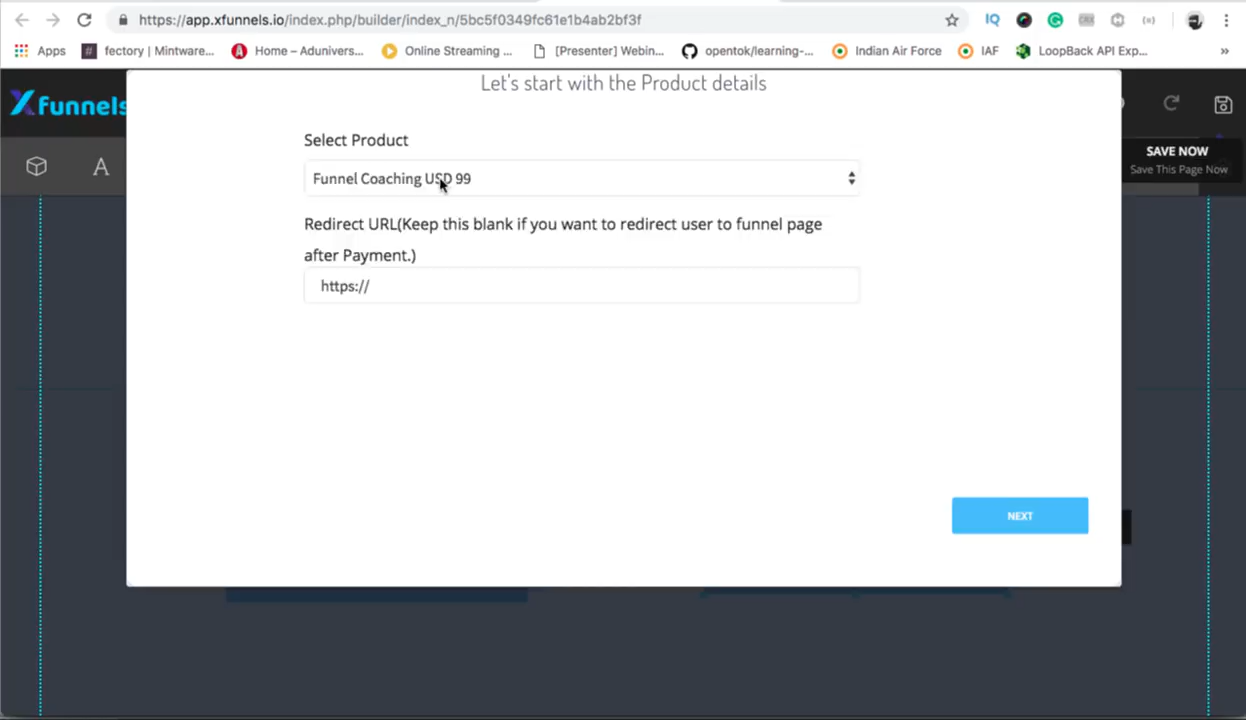 https://app.xfunnels.io/index.php/builder/index_n/5bc5f0349fc61e1b4ab2bf3f
IQ
Apps
# fectory | Mintware...
Home – Adunivers...
Online Streaming ...
[Presenter] Webin...
opentok/learning-...
Indian Air Force
IAF
LoopBack API Exp...
»
Xfunnels
Let's start with the Product details
SAVE NOW
Save This Page Now
A
Select Product
Funnel Coaching USD 99
Redirect URL(Keep this blank if you want to redirect user to funnel page
after Payment.)
https://
NEXT